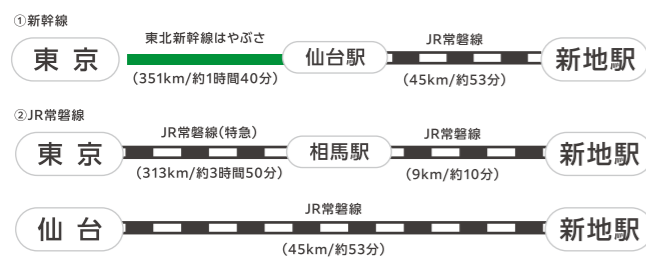 ①新幹線
東北新幹線はやぶさ
JR常磐線
東京 仙台駅 新地駅
(351km/約1時間40分)
(45km/約53分)
②JR常磐線
JR常磐線(特急)
JR常磐線
東京 相馬駅 新地駅
(313km/約3時間50分)
(9km/約10分)
JR常磐線
仙台 新地駅
(45km/約53分)